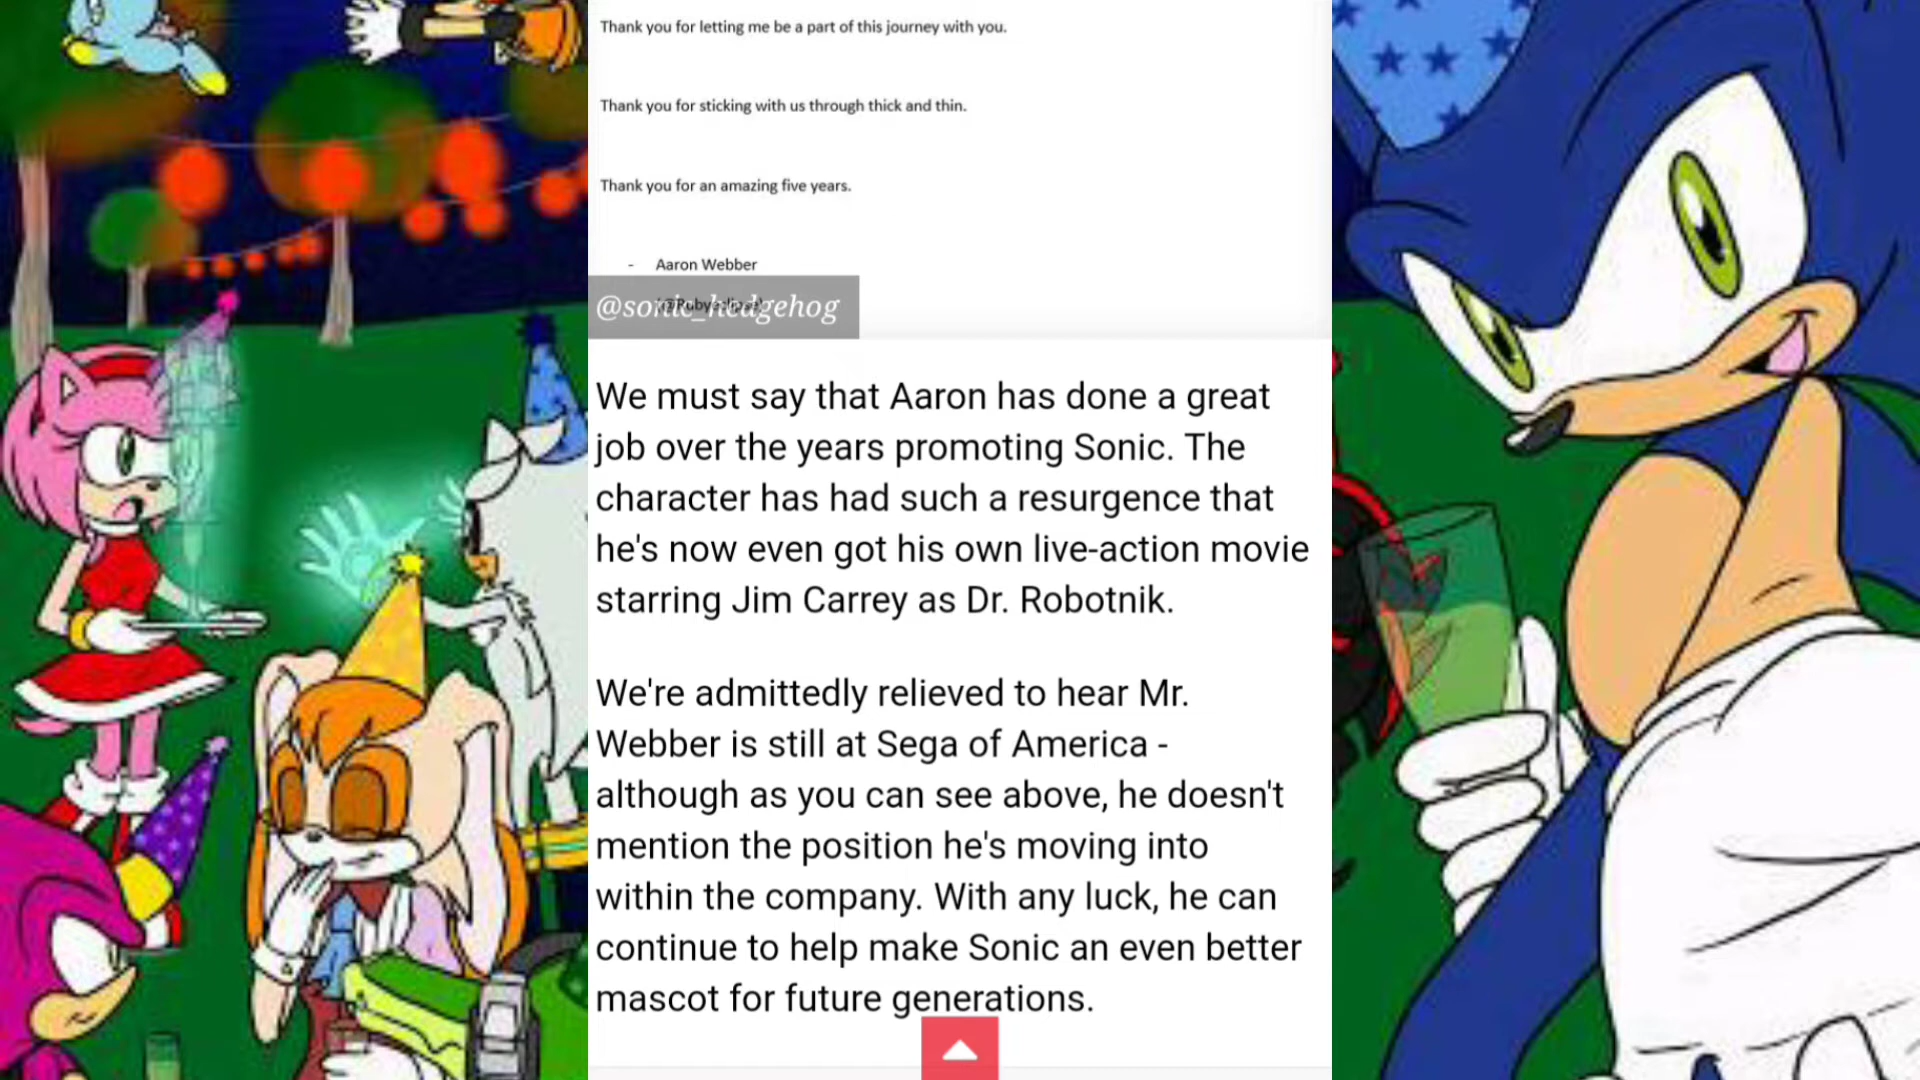 Thank you for letting me be a part of this journey with you.
Thank you for sticking with us through thick and thin.
Thank you for an amazing five years.
- Aaron Webber
@sonic_hedgehog
We must say that Aaron has done a great
job over the years promoting Sonic. The
character has had such a resurgence that
he's now even got his own live-action movie
starring Jim Carrey as Dr. Robotnik.
We're admittedly relieved to hear Mr.
Webber is still at Sega of America -
although as you can see above, he doesn't
mention the position he's moving into
within the company. With any luck, he can
continue to help make Sonic an even better
mascot for future generations.